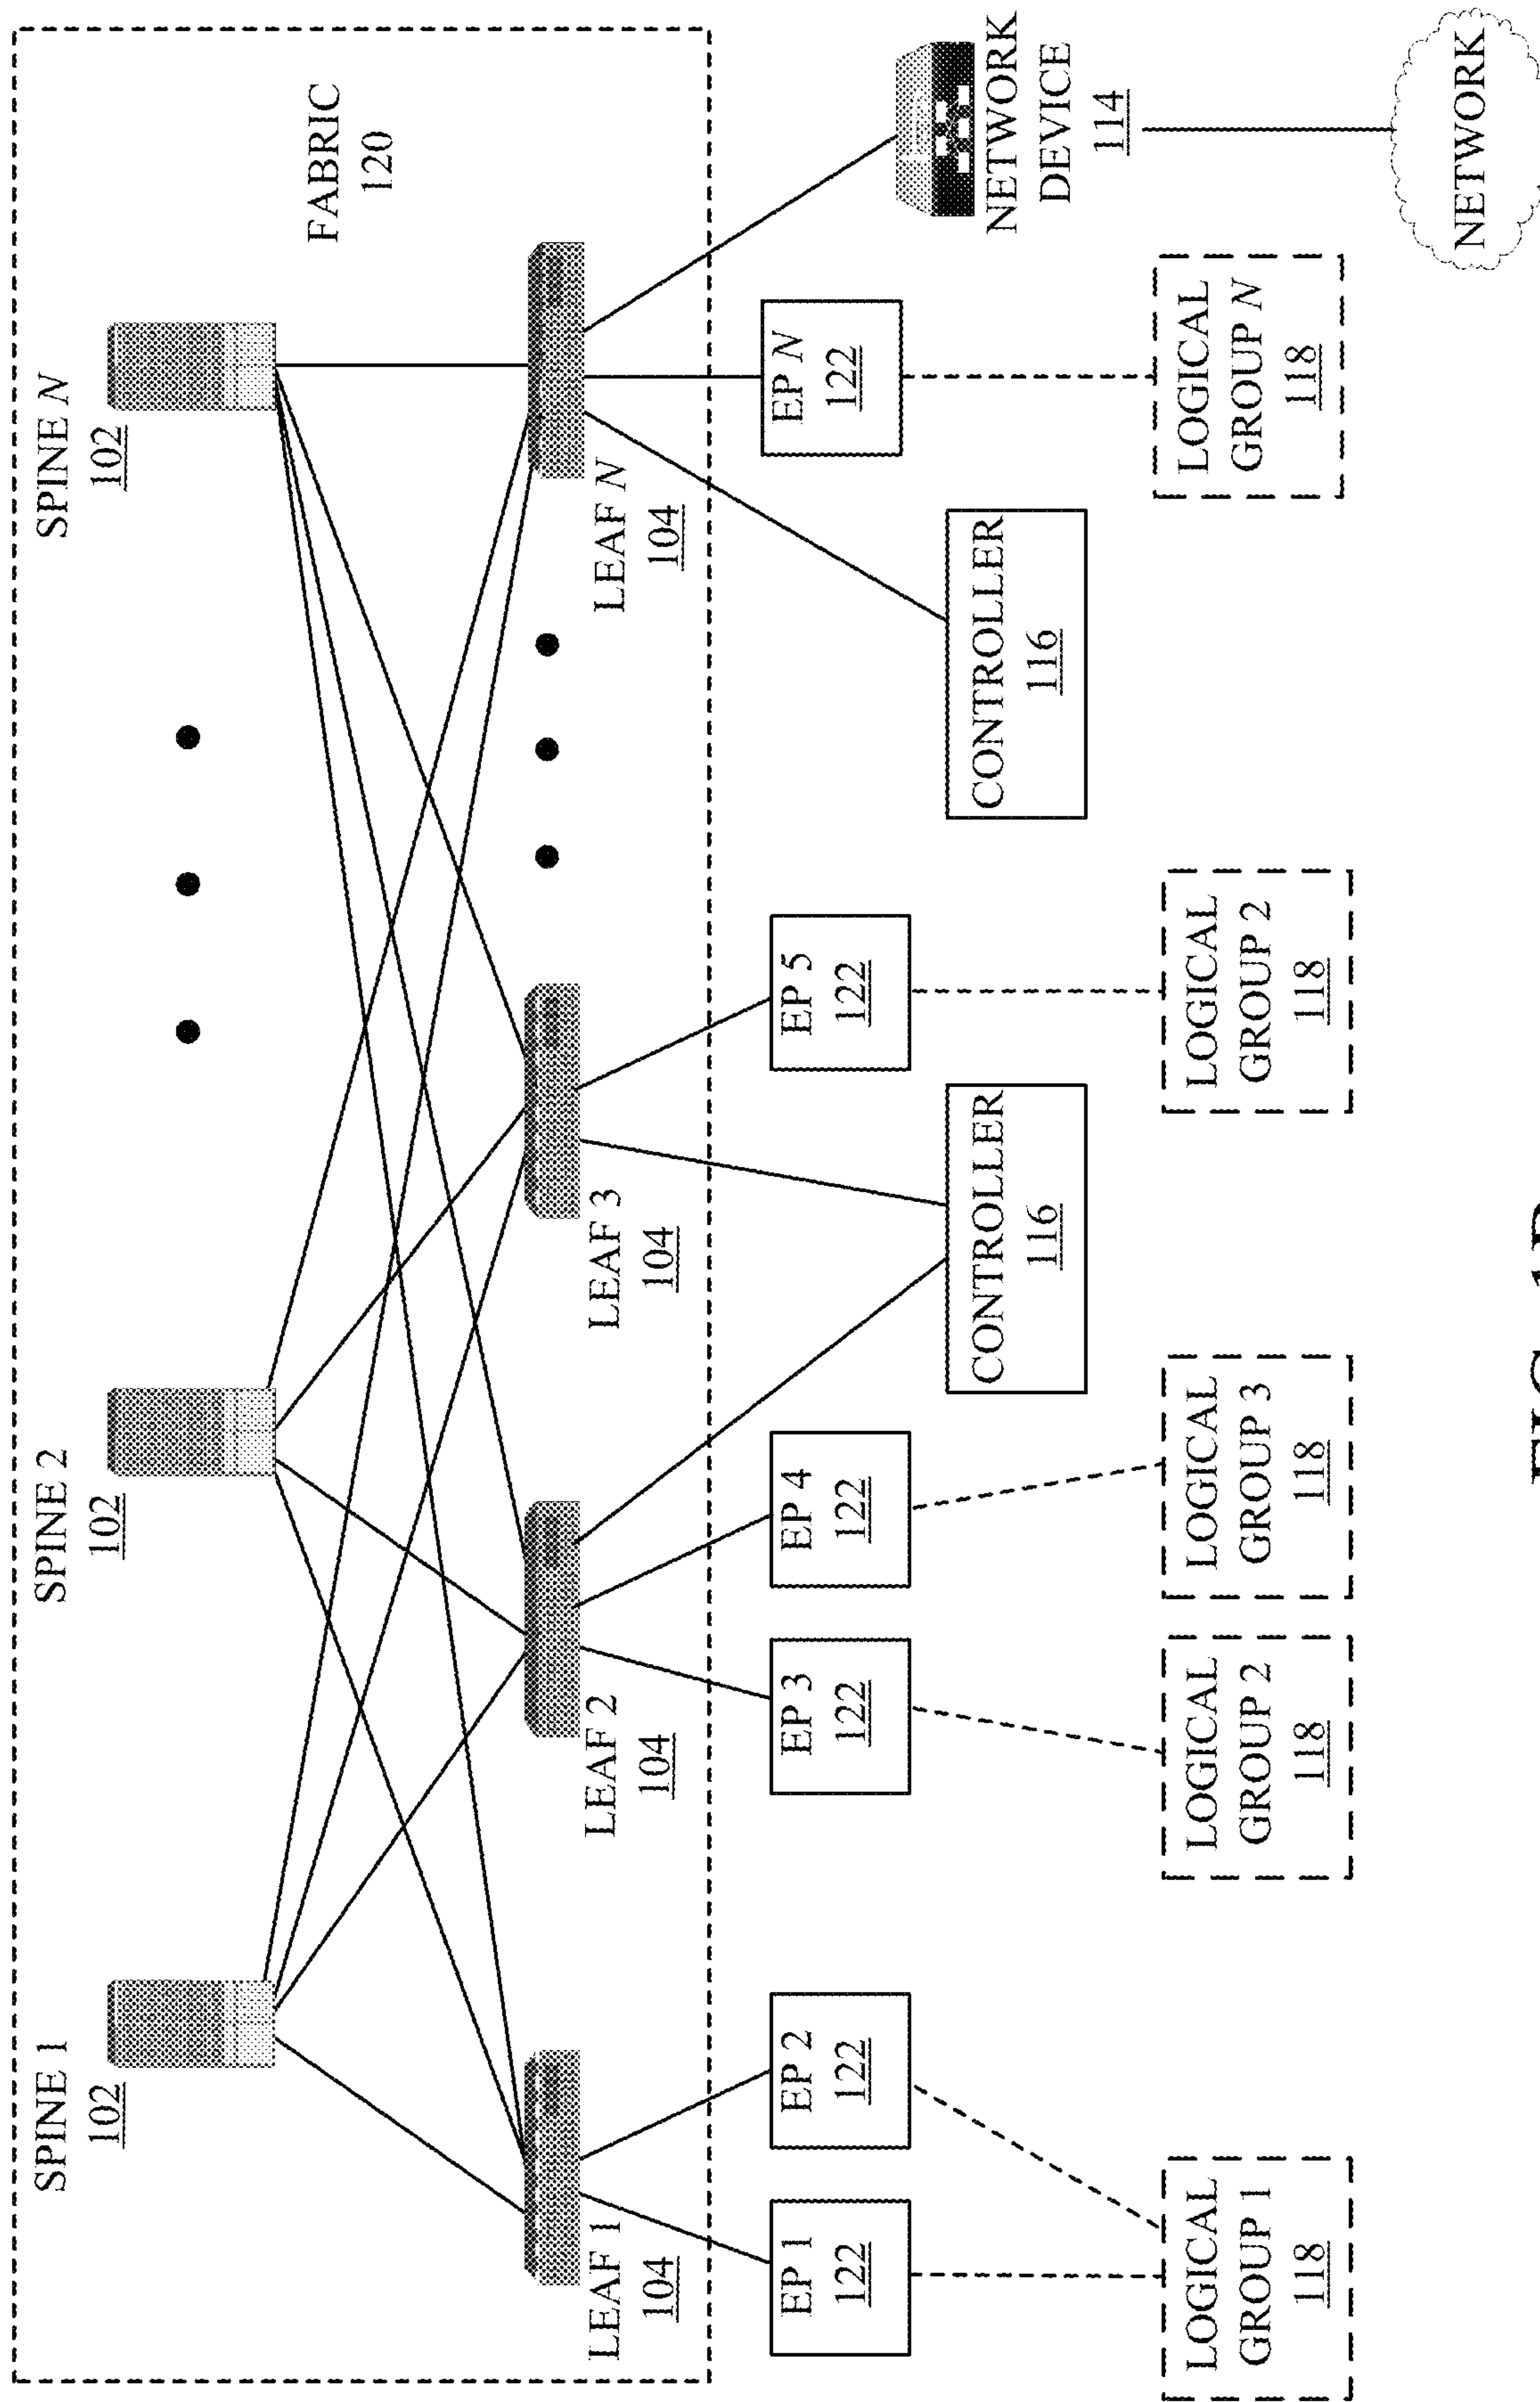 SPINE 1
102
SPINE 2
102
SPINE N
102
FABRIC
120
LEAF 1
104
LEAF 2
104
LEAF 3
104
LEAF N
104
EP 1
122
EP 2
122
EP 3
122
EP 4
122
EP 5
122
EP N
122
CONTROLLER
116
CONTROLLER
116
NETWORK
DEVICE
114
LOGICAL
GROUP 1
118
LOGICAL
GROUP 2
118
LOGICAL
GROUP 3
118
LOGICAL
GROUP 2
118
LOGICAL
GROUP N
118
NETWORK